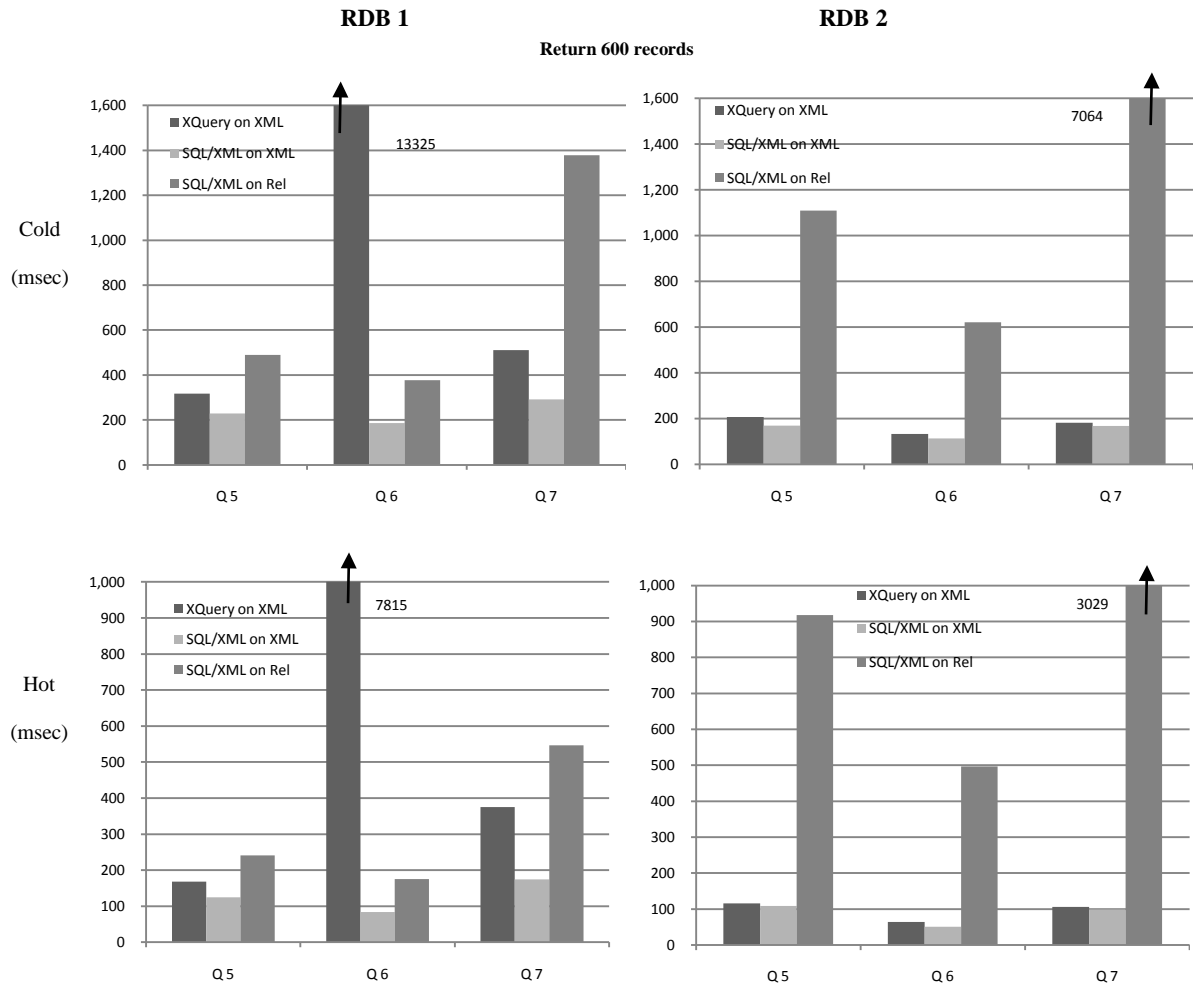 RDB 1
RDB 2
Return 600 records
Cold
(msec)
1,600
1,400
1,200
1,000
800
600
400
200
0
XQuery on XML
SQL/XML on XML
SQL/XML on Rel
13325
Q 5
Q 6
Q 7
1,600
1,400
1,200
1,000
800
600
400
200
0
XQuery on XML
SQL/XML on XML
SQL/XML on Rel
7064
Q 5
Q 6
Q 7
Hot
(msec)
1,000
900
800
700
600
500
400
300
200
100
0
XQuery on XML
SQL/XML on XML
SQL/XML on Rel
7815
Q 5
Q 6
Q 7
1,000
900
800
700
600
500
400
300
200
100
0
XQuery on XML
SQL/XML on XML
SQL/XML on Rel
3029
Q 5
Q 6
Q 7